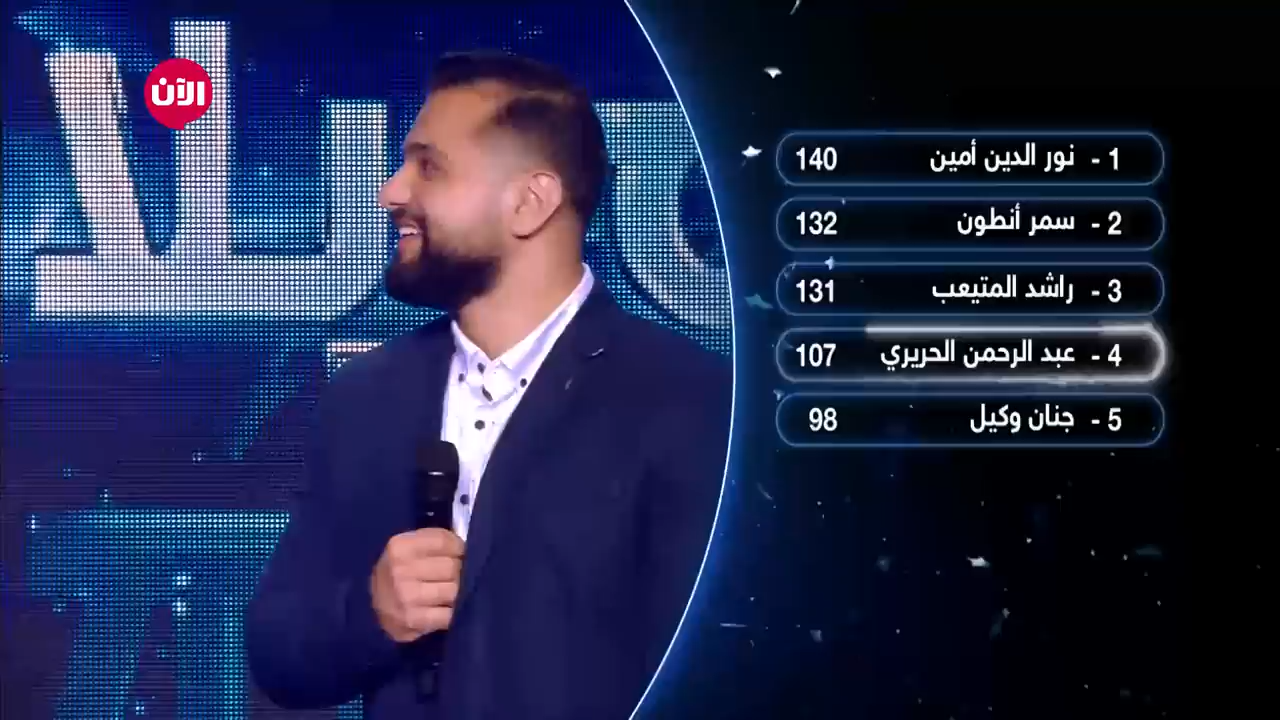 الآن
1 - نور الدين أمين 140
2 - سمر أنطون 132
3 - راشد المتيعب 131
4 - عبد الرحمن الحريري 107
5 - جنان وكيل 98